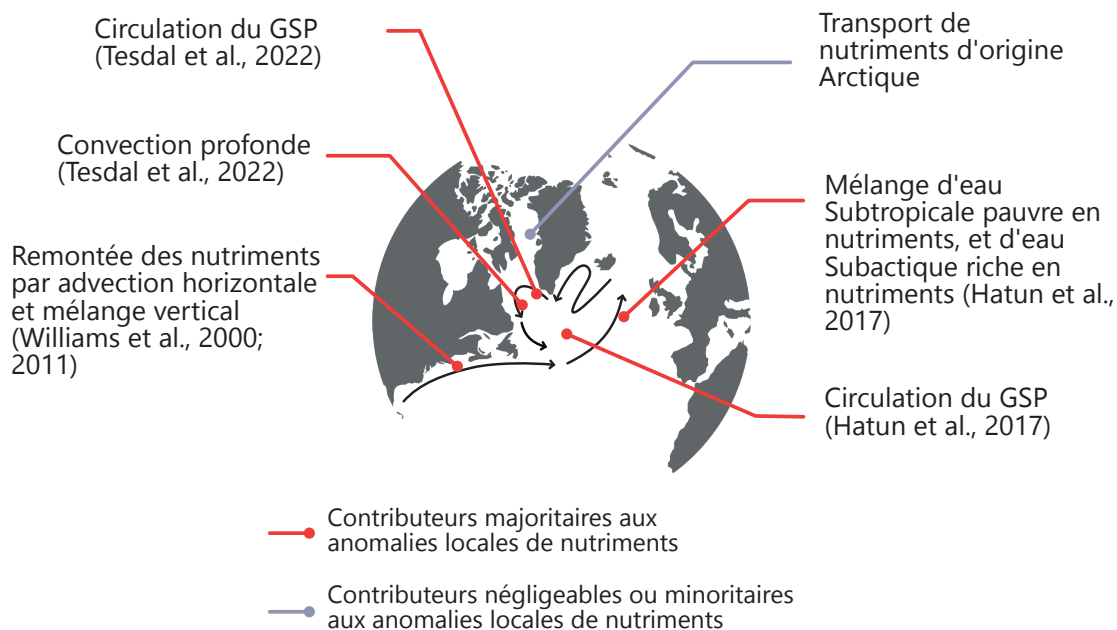 Circulation du GSP
(Tesdal et al., 2022)
Convection profonde
(Tesdal et al., 2022)
Remontée des nutriments
par advection horizontale
et mélange vertical
(Williams et al., 2000;
2011)
Transport de
nutriments d'origine
Arctique
Mélange d'eau
Subtropicale pauvre en
nutriments, et d'eau
Subactique riche en
nutriments (Hatun et al.,
2017)
Circulation du GSP
(Hatun et al., 2017)
Contributeurs majoritaires aux
anomalies locales de nutriments
Contributeurs négligeables ou minoritaires
aux anomalies locales de nutriments